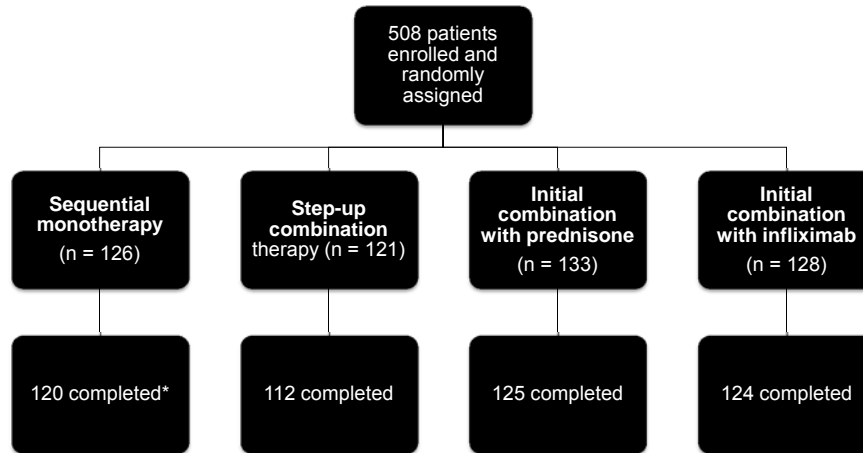 508 patients
enrolled and
randomly
assigned
Sequential
monotherapy
(n = 126)
Step-up
combination
therapy (n = 121)
Initial
combination
with prednisone
(n = 133)
Initial
combination
with infliximab
(n = 128)
120 completed*
112 completed
125 completed
124 completed